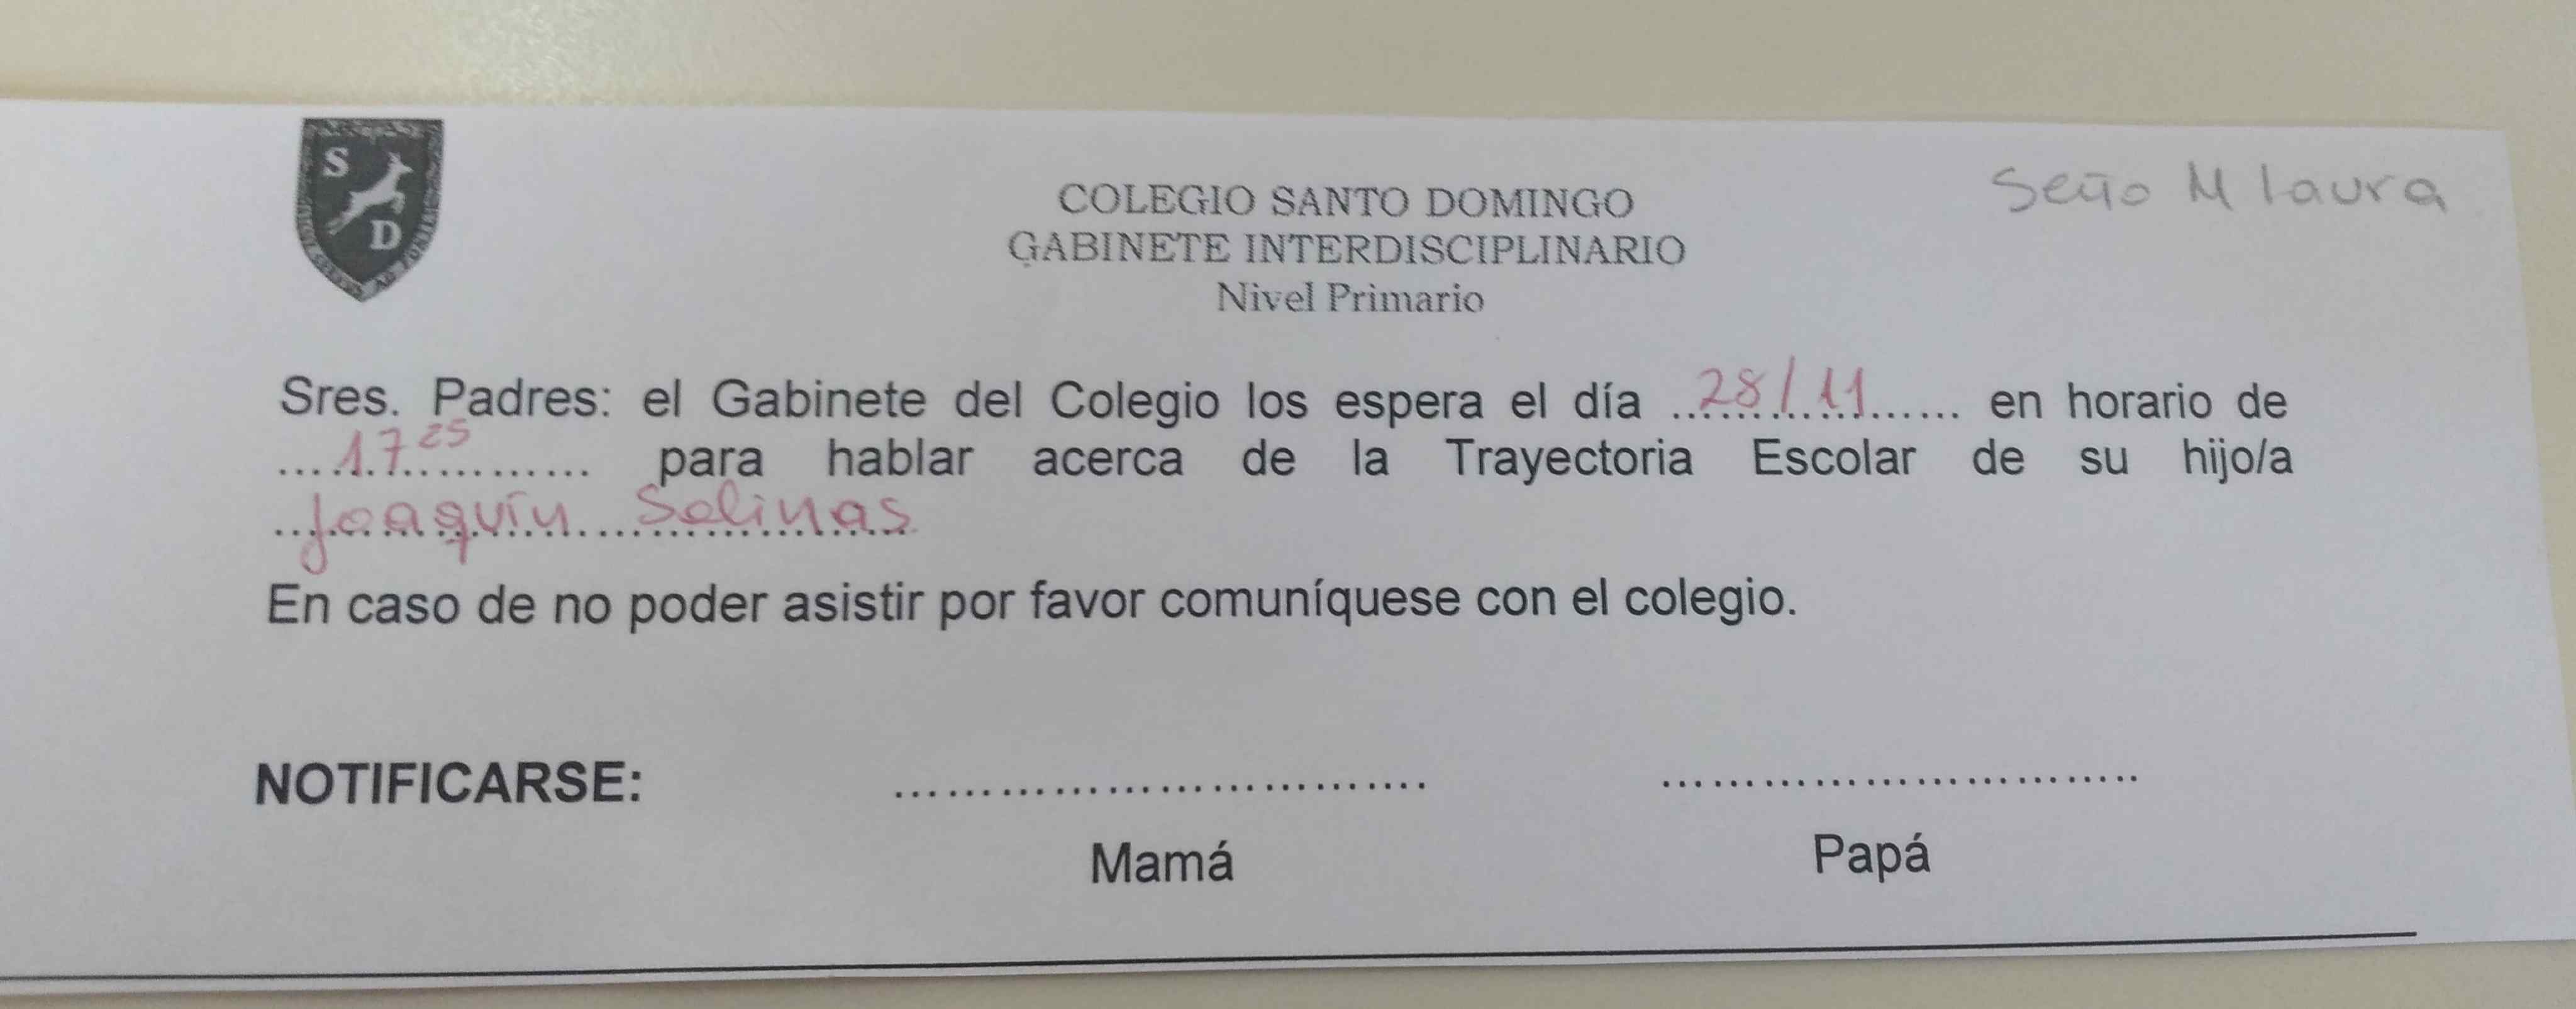 S
D
COLEGIO SANTO DOMINGO
GABINETE INTERDISCIPLINARIO
Nivel Primario
Seño M laura
Sres. Padres: el Gabinete del Colegio los espera el día ...28/11...... en horario de
....17 25............ para hablar acerca de la Trayectoria Escolar de su hijo/a
...Joaquín Salinas
En caso de no poder asistir por favor comuníquese con el colegio.
NOTIFICARSE: ............................... ............................
Mamá Papá